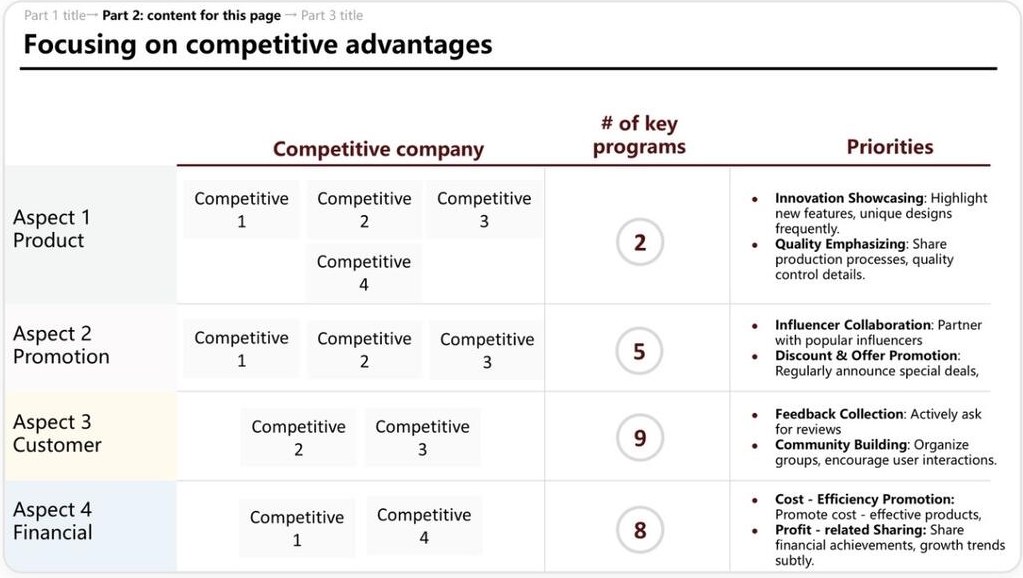 Part 1 title→ Part 2: content for this page → Part 3 title
Focusing on competitive advantages
Competitive company
# of key
programs
Priorities
Aspect 1
Product
Competitive
1
Competitive
2
Competitive
3
Competitive
4
2
• Innovation Showcasing: Highlight
new features, unique designs
frequently.
• Quality Emphasizing: Share
production processes, quality
control details.
Aspect 2
Promotion
Competitive
1
Competitive
2
Competitive
3
5
• Influencer Collaboration: Partner
with popular influencers
• Discount & Offer Promotion:
Regularly announce special deals,
Aspect 3
Customer
Competitive
2
Competitive
3
9
• Feedback Collection: Actively ask
for reviews
• Community Building: Organize
groups, encourage user interactions.
Aspect 4
Financial
Competitive
1
Competitive
4
8
• Cost - Efficiency Promotion:
Promote cost - effective products,
• Profit - related Sharing: Share
financial achievements, growth trends
subtly.